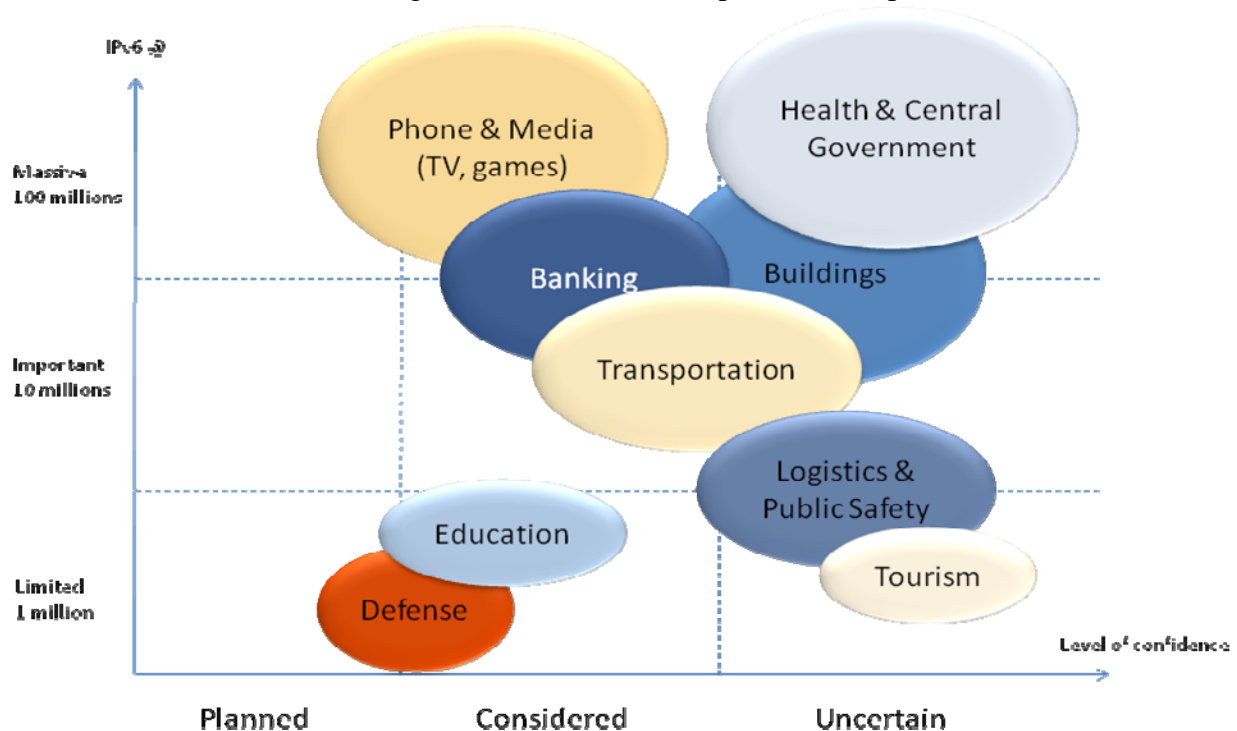 IPv6 @
Phone & Media
(TV, games)
Health & Central
Government
Massive
100 millions
Banking
Buildings
Important
10 millions
Transportation
Logistics &
Public Safety
Education
Tourism
Limited
1 million
Defense
Level of confidence
Planned
Considered
Uncertain